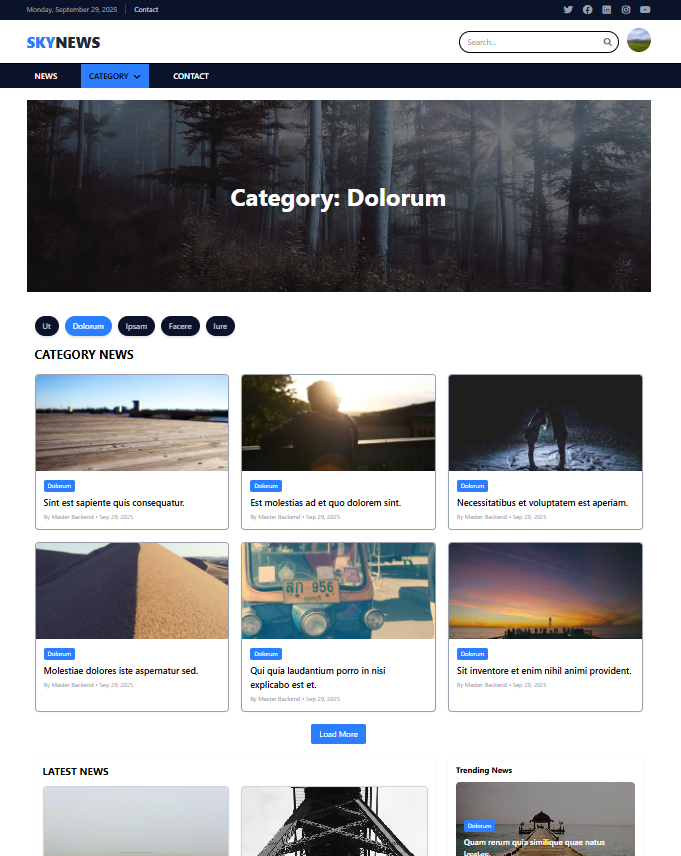 Monday, September 29, 2025 Contact
SKYNEWS
Search...
NEWS CATEGORY CONTACT
Category: Dolorum
Ut Dolorum Ipsam Facere Iure
CATEGORY NEWS
Dolorum
Sint est sapiente quis consequatur.
By Master Backend • Sep 29, 2025
Dolorum
Est molestias ad et quo dolorem sint.
By Master Backend • Sep 29, 2025
Dolorum
Necessitatibus et voluptatem est aperiam.
By Master Backend • Sep 29, 2025
Dolorum
Molestiae dolores iste aspernatur sed.
By Master Backend • Sep 29, 2025
956
Dolorum
Qui quia laudantium porro in nisi
explicabo est et.
By Master Backend • Sep 29, 2025
Dolorum
Sit inventore et enim nihil animi provident.
By Master Backend • Sep 29, 2025
Load More
LATEST NEWS
Trending News
Dolorum
Quam rerum quia similique quae natus